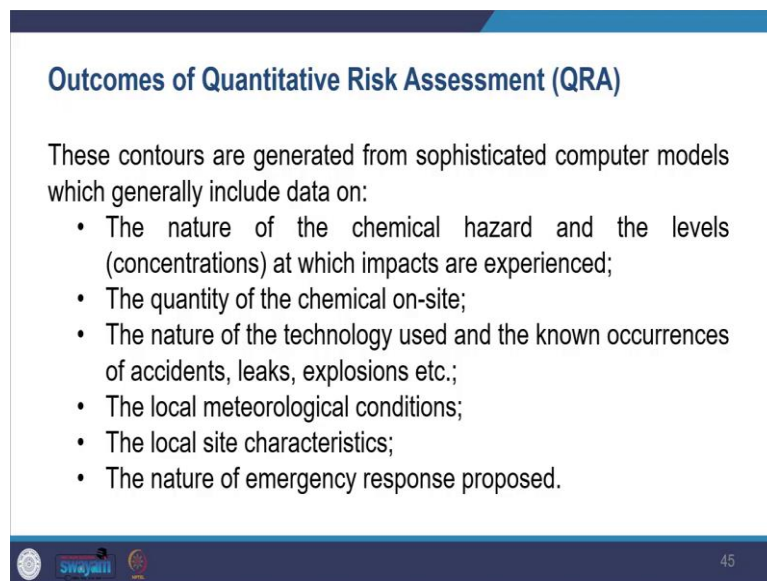 Outcomes of Quantitative Risk Assessment (QRA)
These contours are generated from sophisticated computer models
which generally include data on:
• The nature of the chemical hazard and the levels
(concentrations) at which impacts are experienced;
• The quantity of the chemical on-site;
• The nature of the technology used and the known occurrences
of accidents, leaks, explosions etc.;
• The local meteorological conditions;
• The local site characteristics;
• The nature of emergency response proposed.
swayam
45